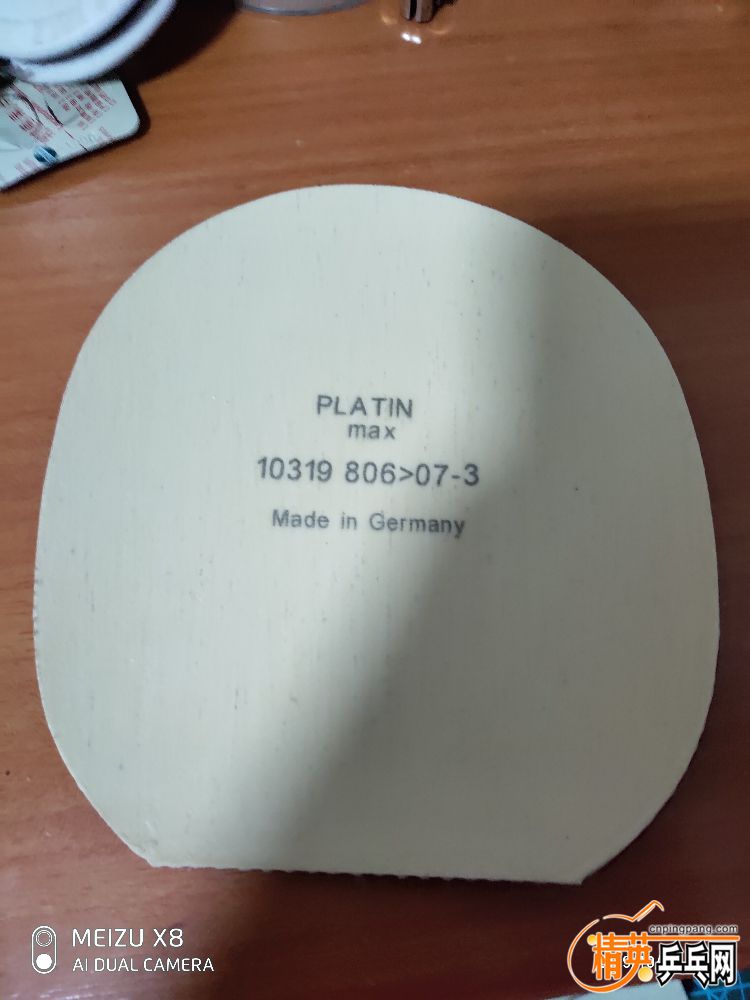 PLATIN
max
10319 806>07-3
Made in Germany
MEIZU X8
AI DUAL CAMERA
cnpingpang.com
精英乒乓网